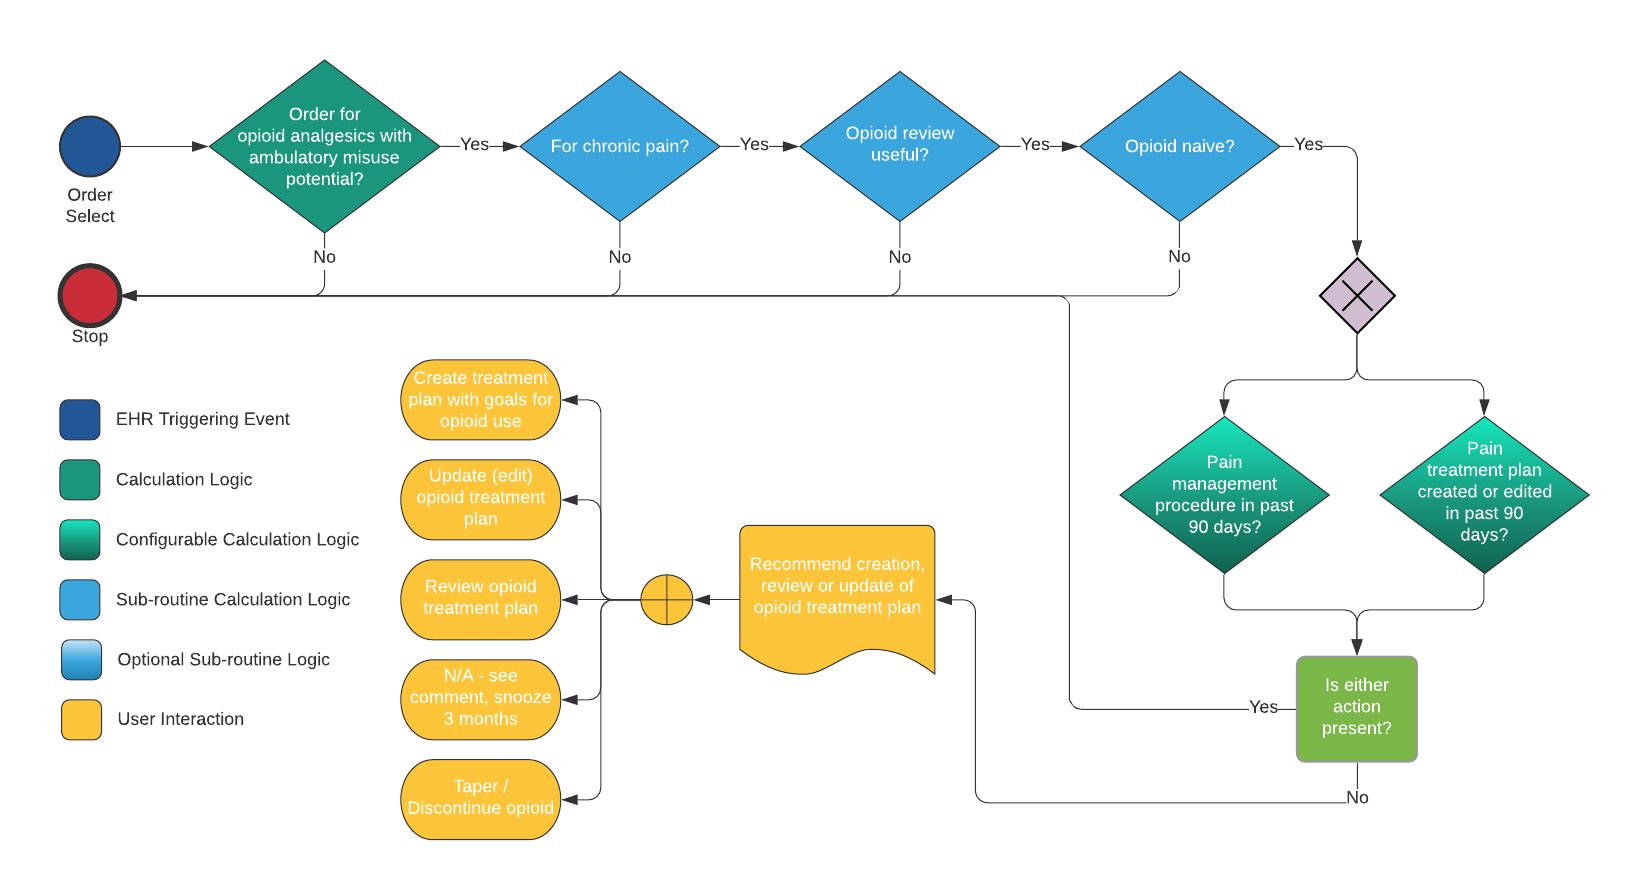 Order for
opioid analgesics with
ambulatory misuse
potential?
Yes
For chronic pain?
Yes
Opioid review
useful?
Yes
Opioid naive?
Yes
Order
Select
No
No
No
No
Stop
Create treatment
plan with goals for
opioid use
Update (edit)
opioid treatment
plan
Review opioid
treatment plan
N/A - see
comment, snooze
3 months
Taper /
Discontinue opioid
Recommend creation,
review or update of
opioid treatment plan
Pain
management
procedure in past
90 days?
Pain
treatment plan
created or edited
in past 90
days?
Is either
action
present?
Yes
No
EHR Triggering Event
Calculation Logic
Configurable Calculation Logic
Sub-routine Calculation Logic
Optional Sub-routine Logic
User Interaction